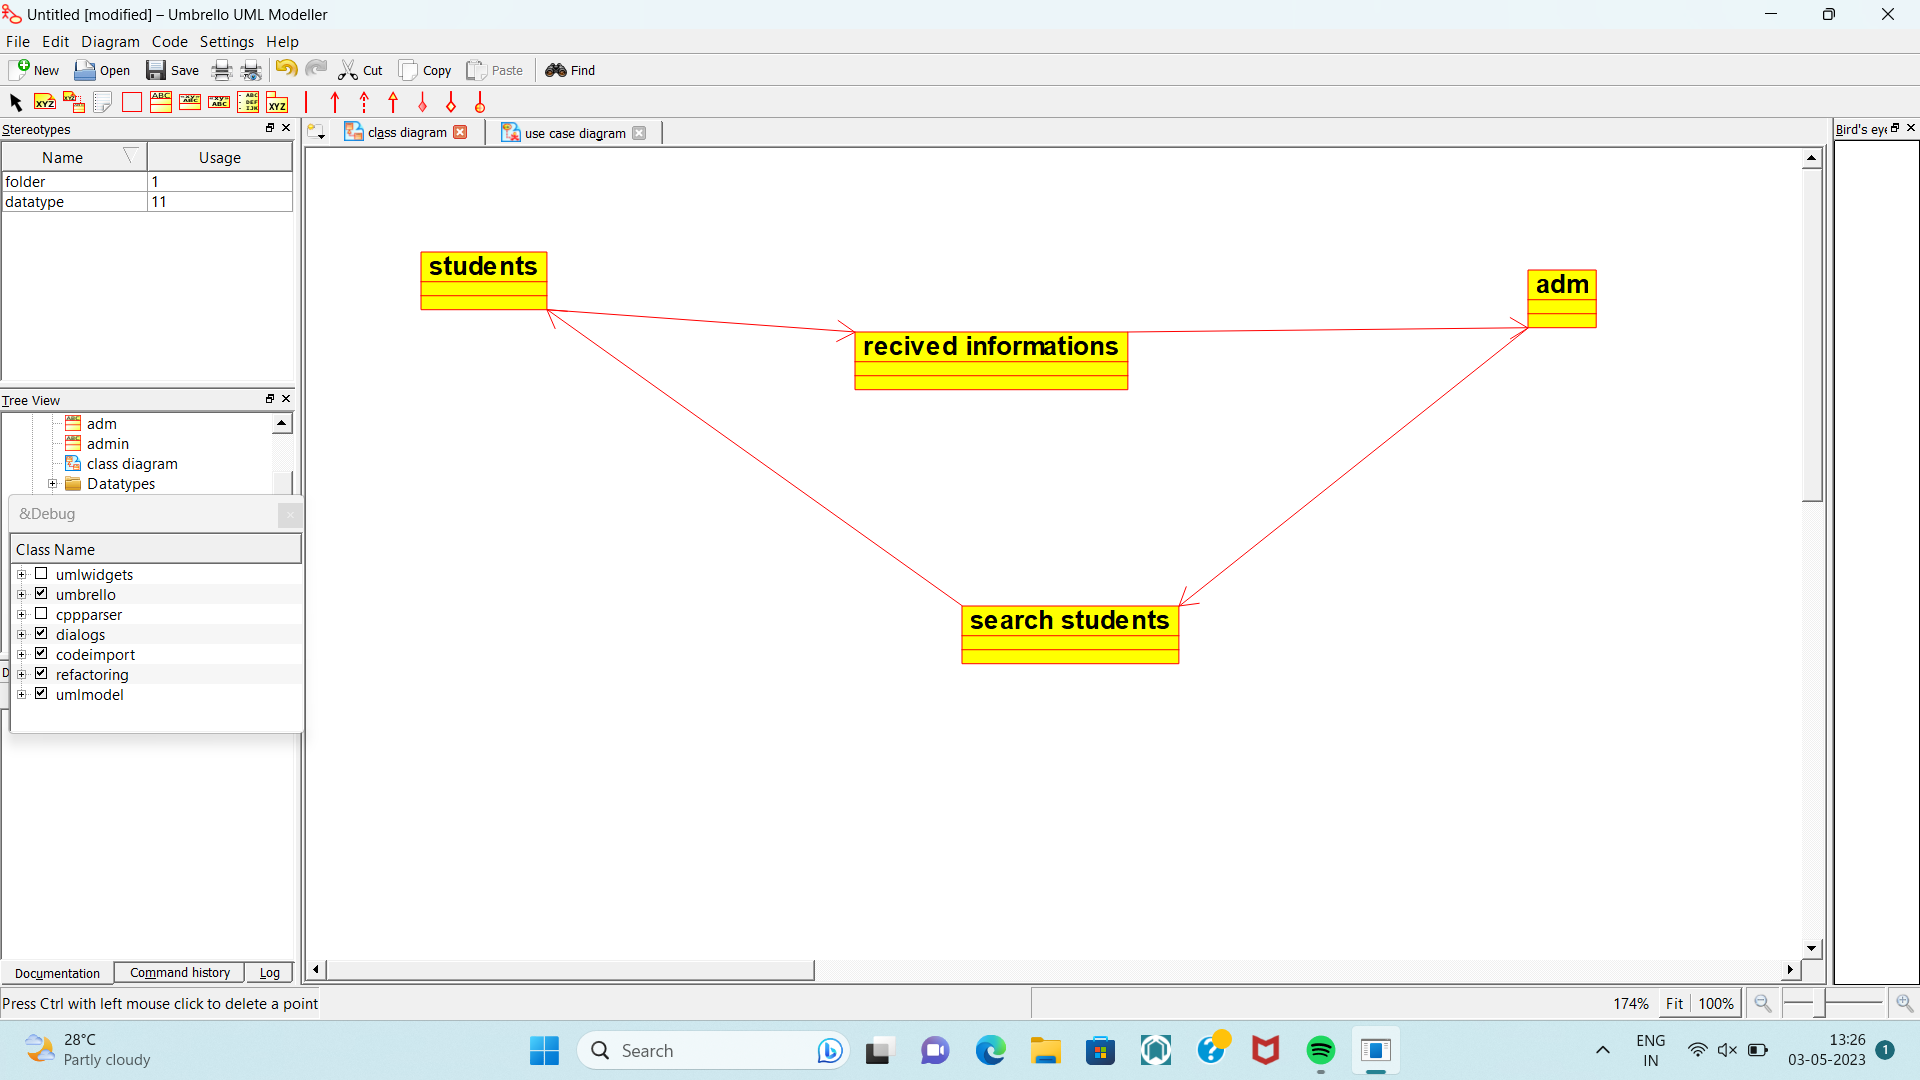 Untitled [modified] – Umbrello UML Modeller
File Edit Diagram Code Settings Help
New Open Save Cut Copy Paste Find
XYZ ABC XYZ
Stereotypes
class diagram use case diagram
Bird's eye
Name Usage
folder 1
datatype 11
students
adm
recived informations
search students
Tree View
adm
admin
class diagram
Datatypes
&Debug
Class Name
umlwidgets
umbrello
cppparser
dialogs
codeimport
refactoring
umlmodel
Documentation Command history Log
Press Ctrl with left mouse click to delete a point
174% Fit 100%
28°C
Partly cloudy
Search
ENG
IN
13:26
03-05-2023
1